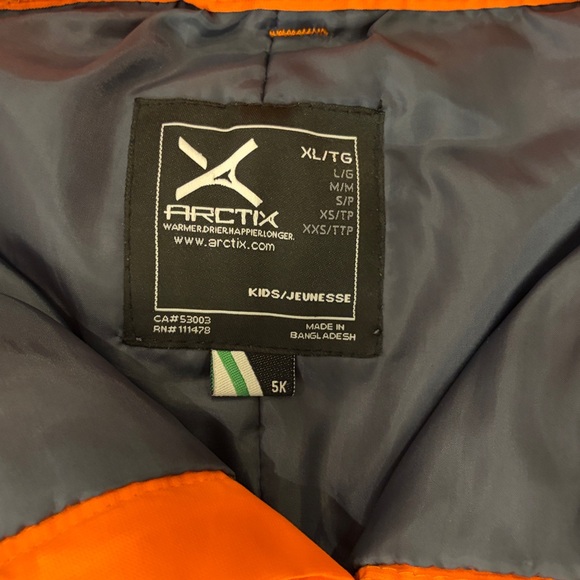 ARCTIX
WARMER.DRIER.HAPPIER.LONGER.
www.arctix.com
XL/TG
L/G
M/M
S/P
XS/TP
XXS/TTP
KIDS/JEUNESSE
CA#53003
RN#111478
MADE IN
BANGLADESH
5K